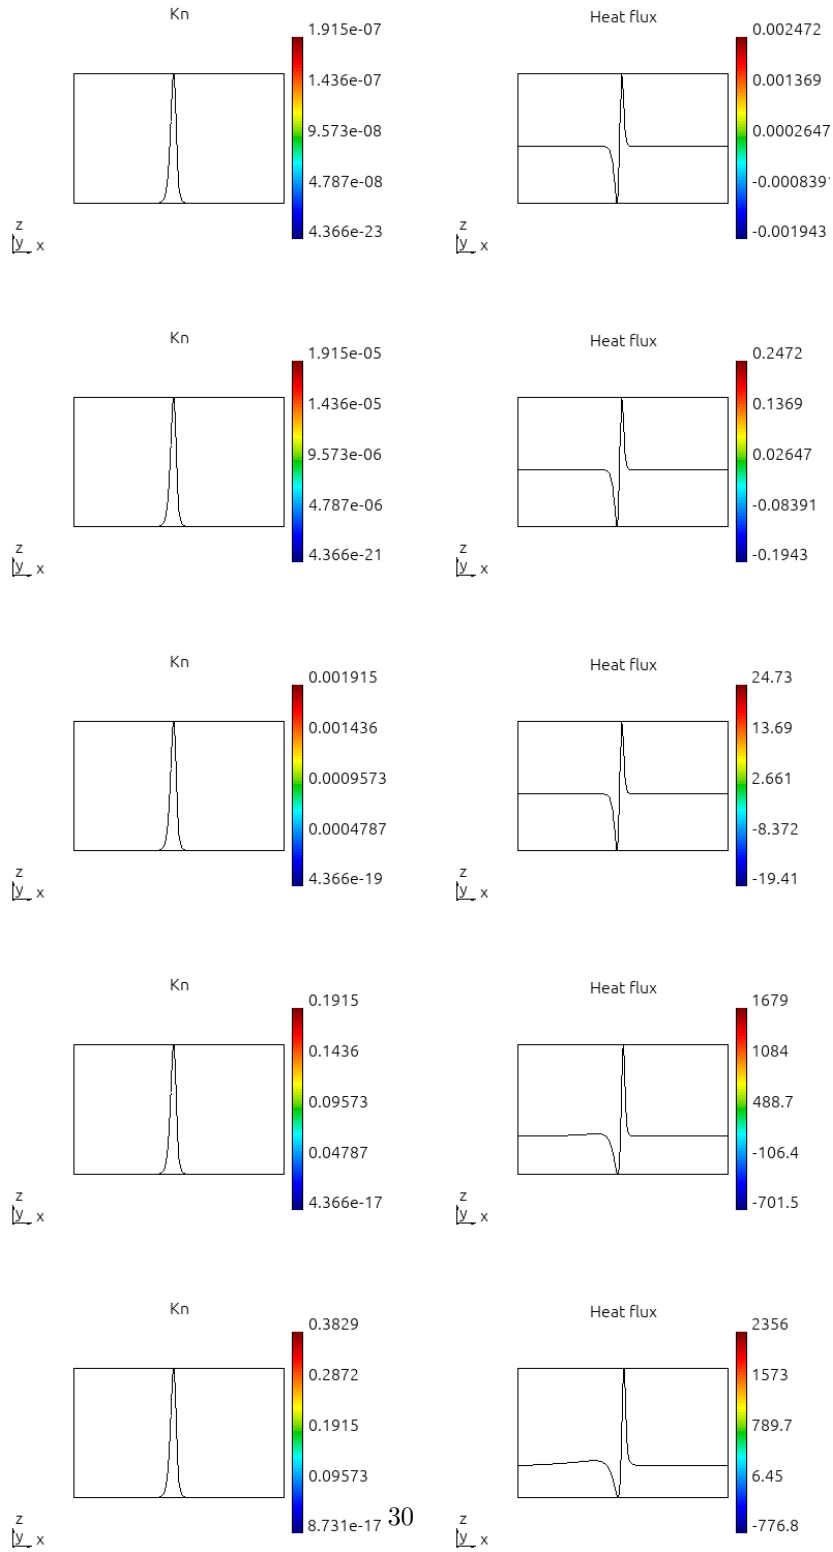 Kn
1.915e-07
1.436e-07
9.573e-08
4.787e-08
4.366e-23
z
y x
Heat flux
0.002472
0.001369
0.0002647
-0.0008391
-0.001943
z
y x
Kn
1.915e-05
1.436e-05
9.573e-06
4.787e-06
4.366e-21
z
y x
Heat flux
0.2472
0.1369
0.02647
-0.08391
-0.1943
z
y x
Kn
0.001915
0.001436
0.0009573
0.0004787
4.366e-19
z
y x
Heat flux
24.73
13.69
2.661
-8.372
-19.41
z
y x
Kn
0.1915
0.1436
0.09573
0.04787
4.366e-17
z
y x
Heat flux
1679
1084
488.7
-106.4
-701.5
z
y x
Kn
0.3829
0.2872
0.1915
0.09573
8.731e-17
z
y x
Heat flux
2356
1573
789.7
6.45
-776.8
z
y x
30